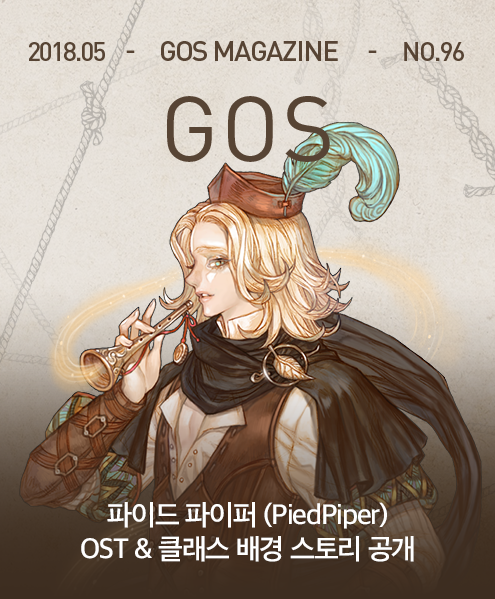 2018.05 - GOS MAGAZINE - NO.96
GOS
파이드 파이퍼 (PiedPiper)
OST & 클래스 배경 스토리 공개